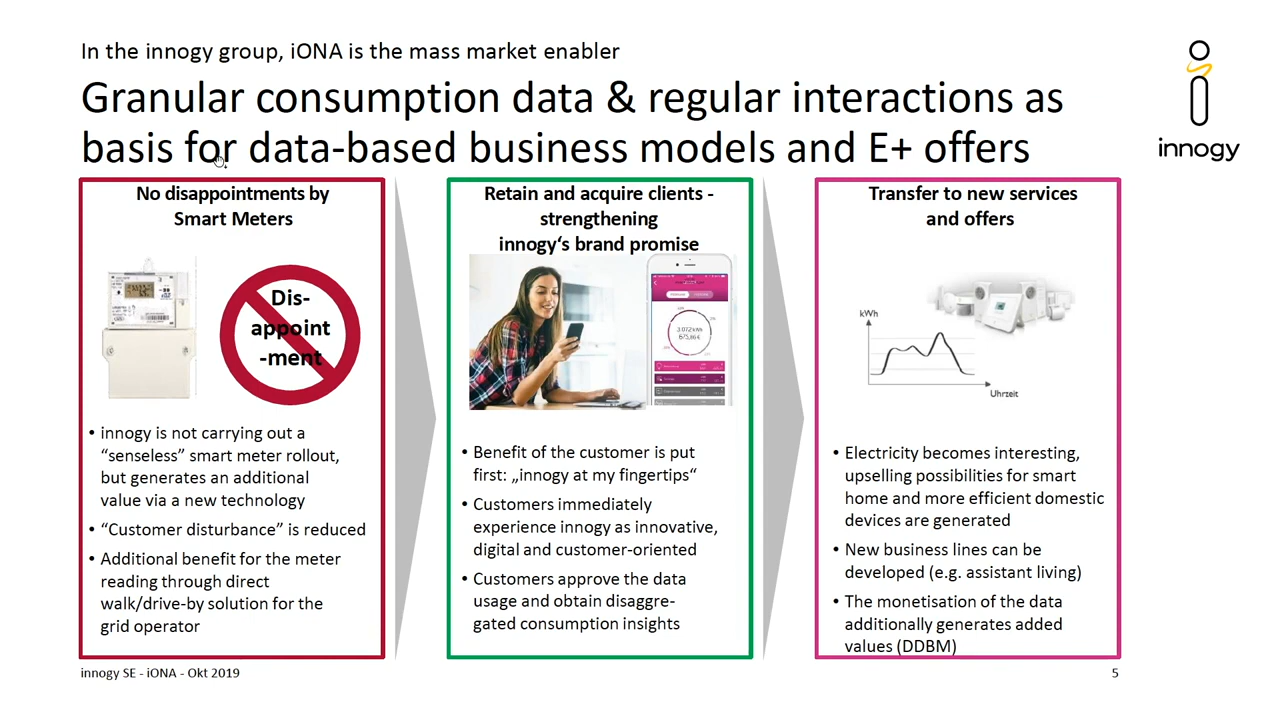 In the innogy group, iONA is the mass market enabler
Granular consumption data & regular interactions as
basis for data-based business models and E+ offers
innogy
No disappointments by
Smart Meters
Dis-
appoint
-ment
• innogy is not carrying out a
“senseless” smart meter rollout,
but generates an additional
value via a new technology
• “Customer disturbance” is reduced
• Additional benefit for the meter
reading through direct
walk/drive-by solution for the
grid operator
Retain and acquire clients -
strengthening
innogy‘s brand promise
• Benefit of the customer is put
first: „innogy at my fingertips“
• Customers immediately
experience innogy as innovative,
digital and customer-oriented
• Customers approve the data
usage and obtain disaggre-
gated consumption insights
Transfer to new services
and offers
kWh
Uhrzeit
• Electricity becomes interesting,
upselling possibilities for smart
home and more efficient domestic
devices are generated
• New business lines can be
developed (e.g. assistant living)
• The monetisation of the data
additionally generates added
values (DDBM)
innogy SE - iONA - Okt 2019
5